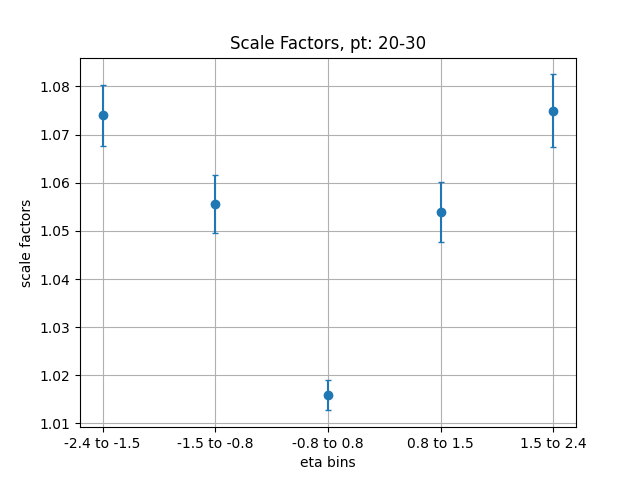 Scale Factors, pt: 20-30
1.08
1.07
1.06
1.05
1.04
1.03
1.02
1.01
scale factors
-2.4 to -1.5
-1.5 to -0.8
-0.8 to 0.8
0.8 to 1.5
1.5 to 2.4
eta bins